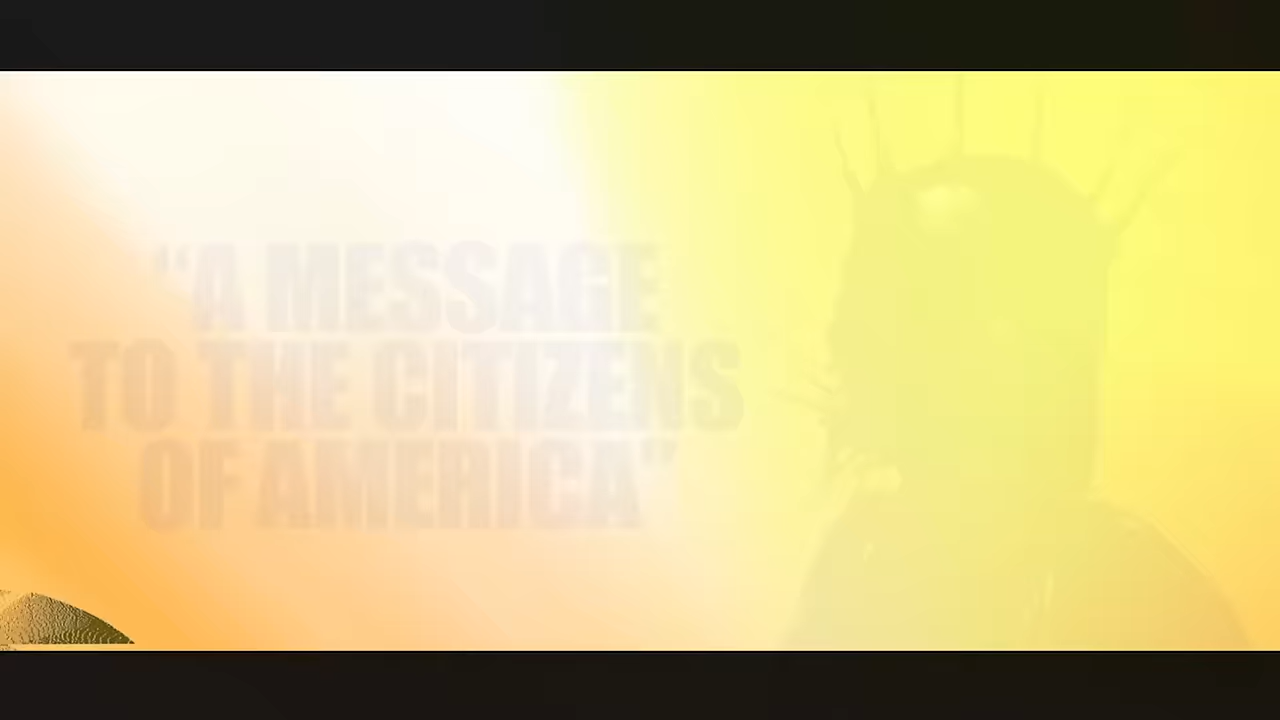 “A MESSAGE
TO THE CITIZENS
OF AMERICA”